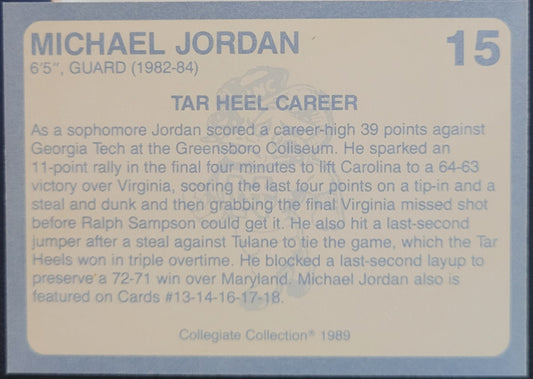 MICHAEL JORDAN 15
6'5", GUARD (1982-84)
TAR HEEL CAREER
As a sophomore Jordan scored a career-high 39 points against
Georgia Tech at the Greensboro Coliseum. He sparked an
11-point rally in the final four minutes to lift Carolina to a 64-63
victory over Virginia, scoring the last four points on a tip-in and a
steal and dunk and then grabbing the final Virginia missed shot
before Ralph Sampson could get it. He also hit a last-second
jumper after a steal against Tulane to tie the game, which the Tar
Heels won in triple overtime. He blocked a last-second layup to
preserve a 72-71 win over Maryland. Michael Jordan also is
featured on Cards #13-14-16-17-18.
Collegiate Collection® 1989